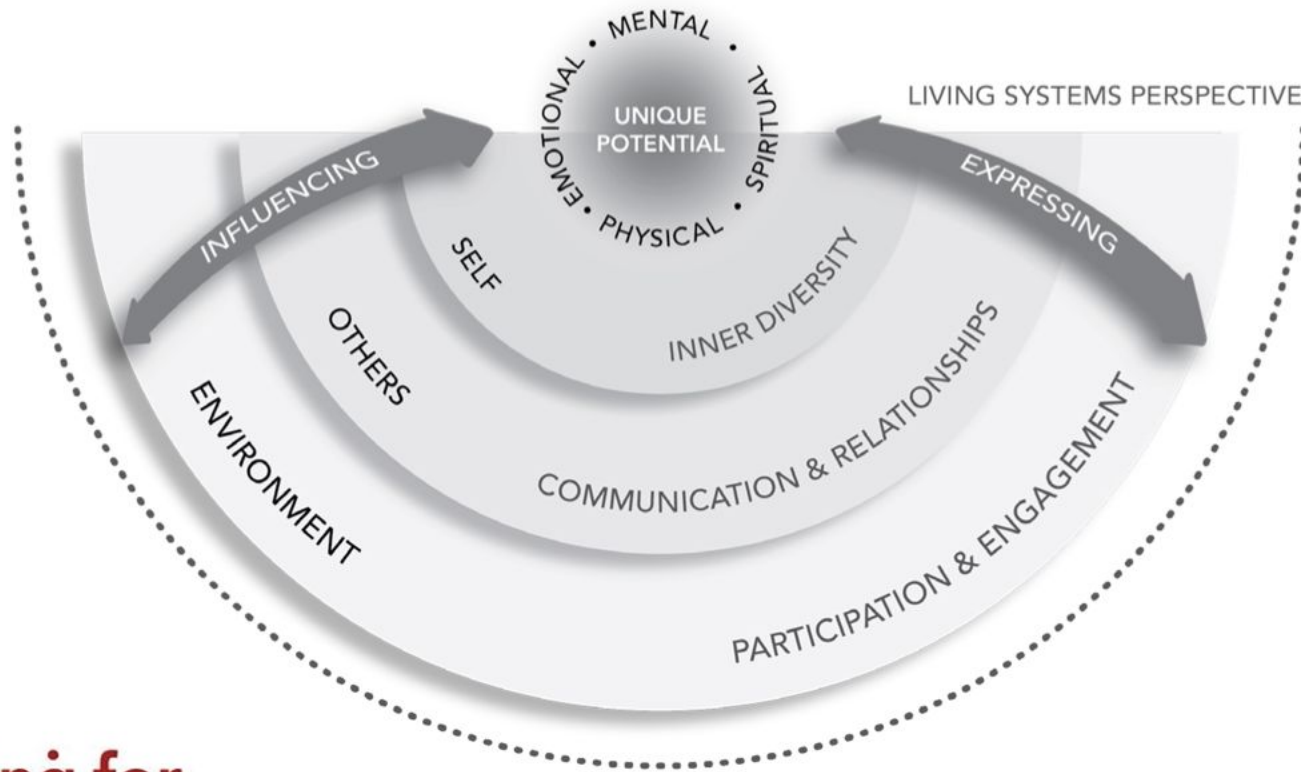 MENTAL
EMOTIONAL
SPIRITUAL
PHYSICAL
UNIQUE
POTENTIAL
LIVING SYSTEMS PERSPECTIVE
INFLUENCING
EXPRESSING
SELF
INNER DIVERSITY
OTHERS
COMMUNICATION & RELATIONSHIPS
ENVIRONMENT
PARTICIPATION & ENGAGEMENT
for